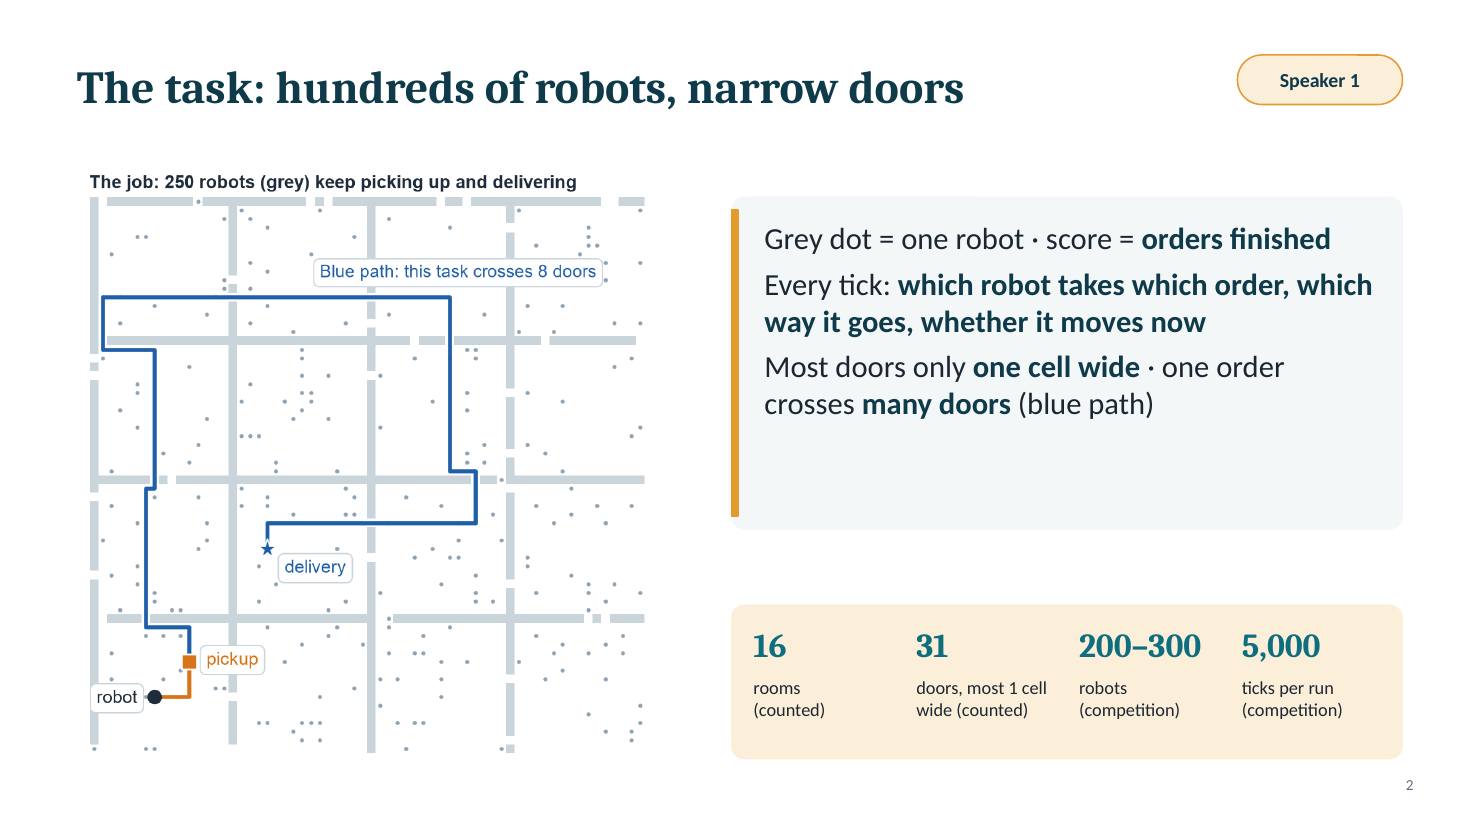 The task: hundreds of robots, narrow doors
Speaker 1
The job: 250 robots (grey) keep picking up and delivering
Blue path: this task crosses 8 doors
delivery
pickup
robot
Grey dot = one robot · score = orders finished
Every tick: which robot takes which order, which
way it goes, whether it moves now
Most doors only one cell wide · one order
crosses many doors (blue path)
16
rooms
(counted)
31
doors, most 1 cell
wide (counted)
200–300
robots
(competition)
5,000
ticks per run
(competition)
2